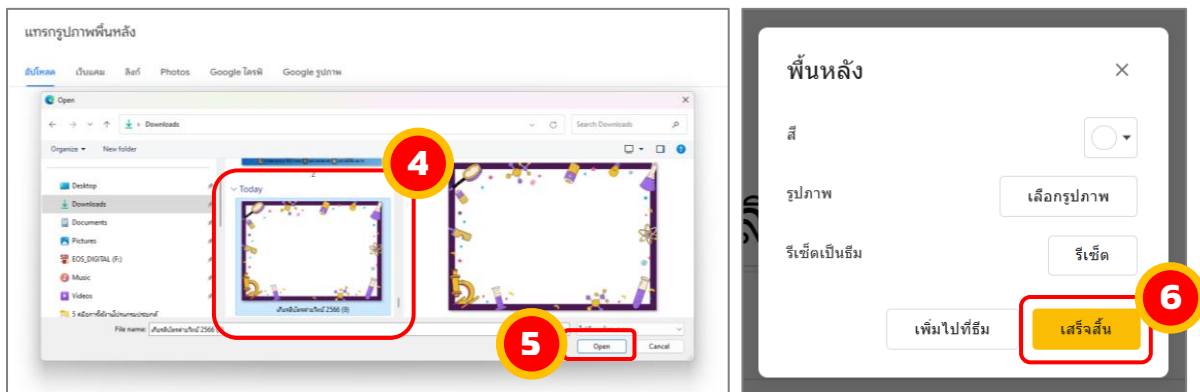 แทรกรูปภาพพื้นหลัง
อัปโหลด เว็บแคม ลิงก์ Photos Google ไดรฟ์ Google รูปภาพ
Open
Downloads
Search Downloads
Organize New folder
2
Today
Desktop
Downloads
Documents
Pictures
EOS_DIGITAL (F:)
Music
Videos
File name:
Open Cancel
4
5
พื้นหลัง
สี
รูปภาพ เลือกรูปภาพ
รีเซ็ตเป็นธีม รีเซ็ต
เพิ่มไปที่ธีม เสร็จสิ้น
6